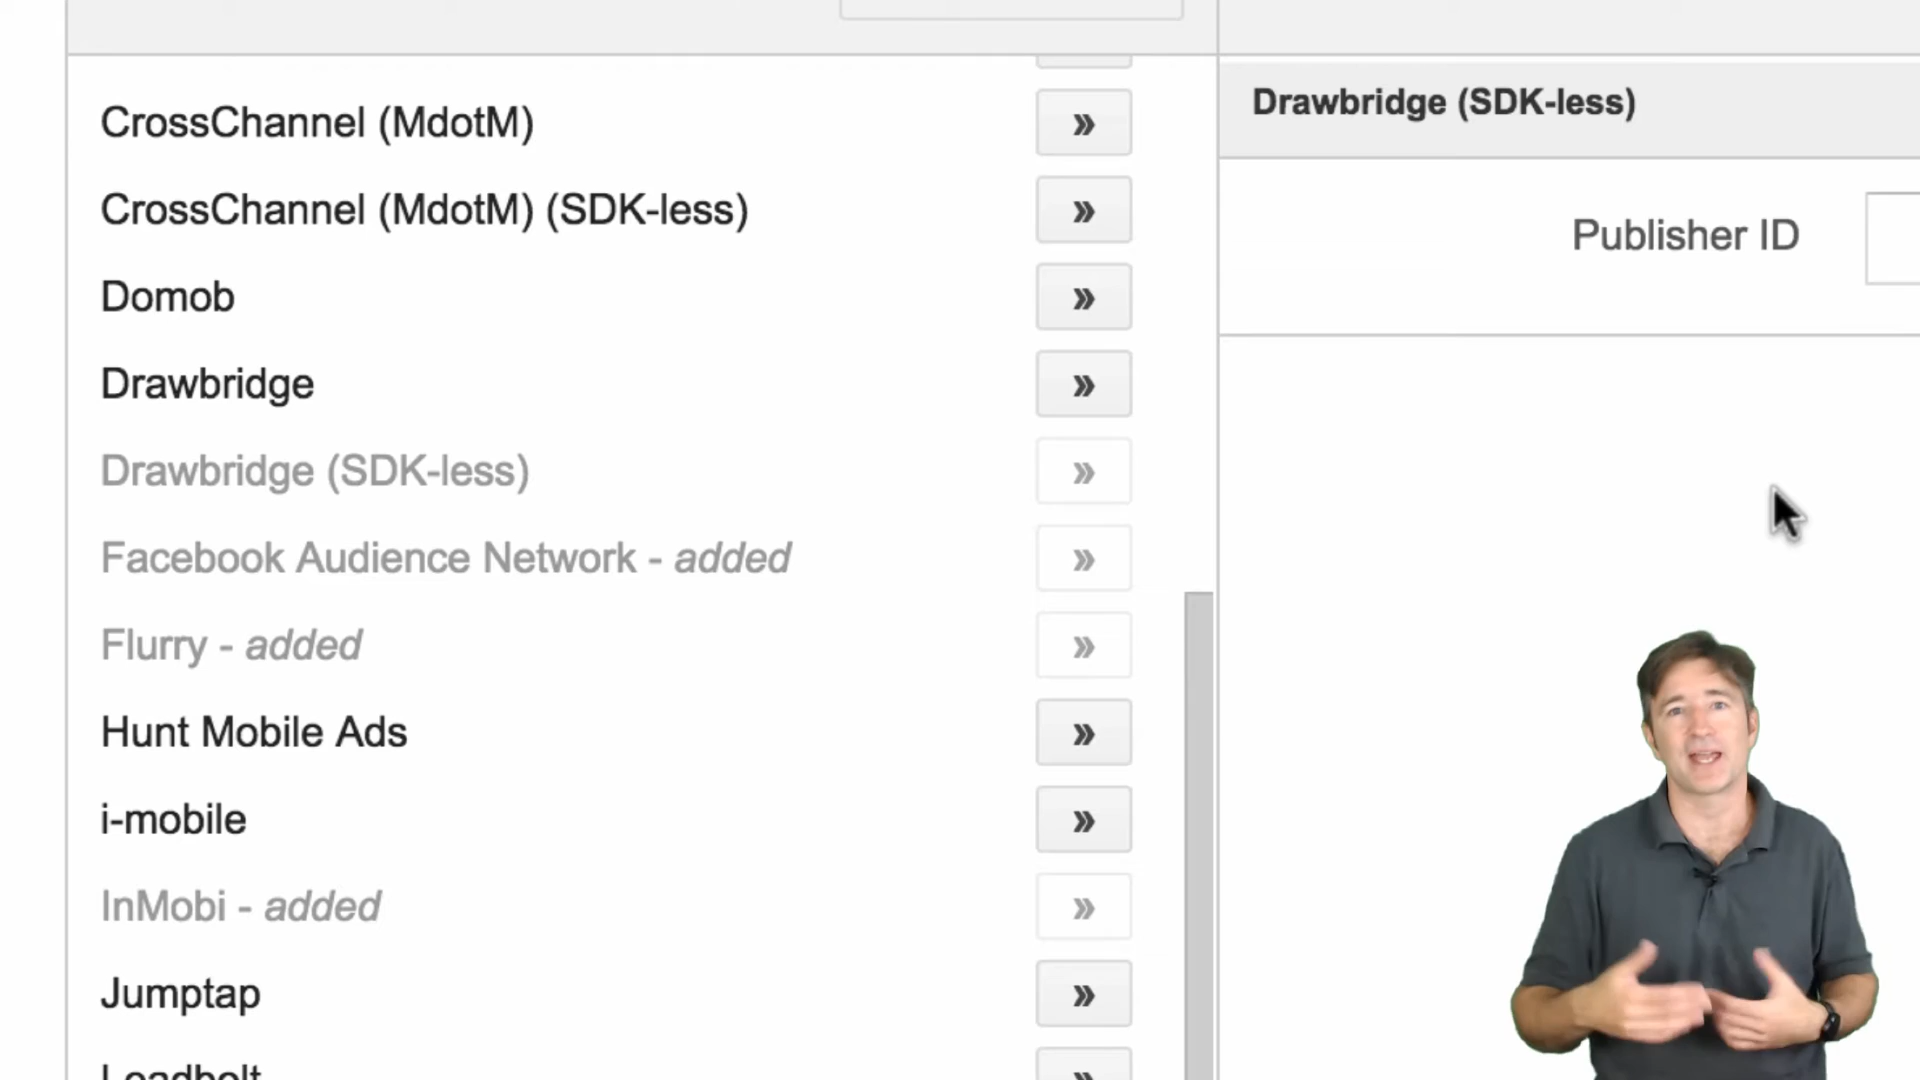 CrossChannel (MdotM) »
CrossChannel (MdotM) (SDK-less) »
Domob »
Drawbridge »
Drawbridge (SDK-less) »
Facebook Audience Network - added »
Flurry - added »
Hunt Mobile Ads »
i-mobile »
InMobi - added »
Jumptap »
Drawbridge (SDK-less)
Publisher ID